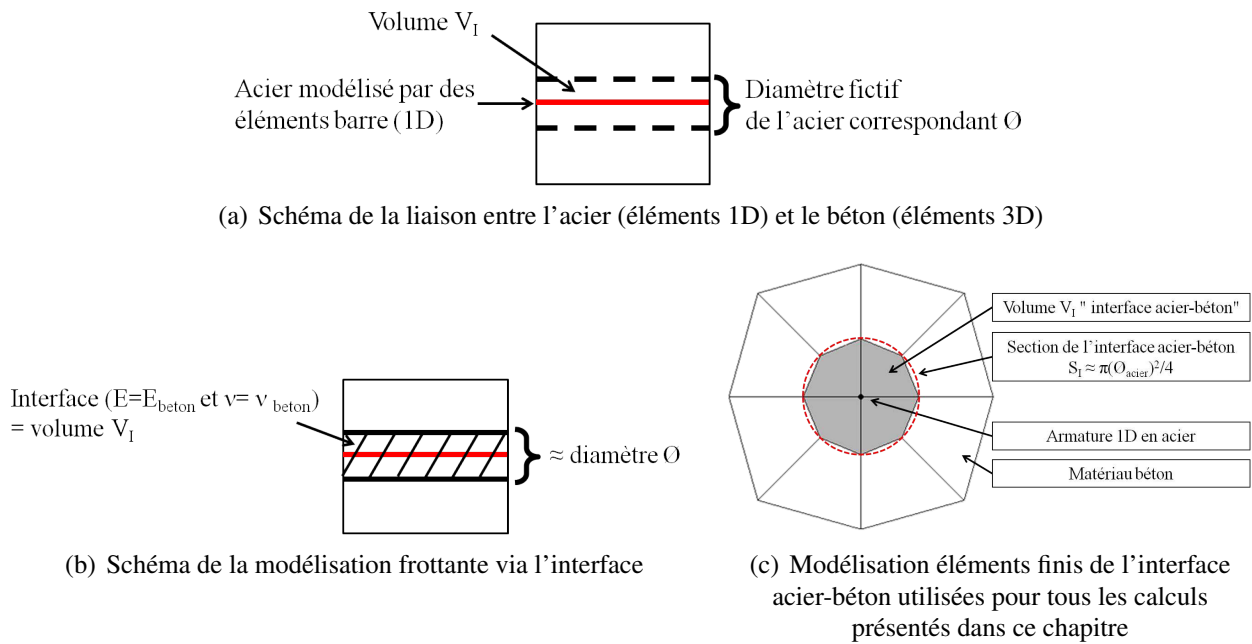 Volume V_I
Acier modélisé par des
éléments barre (1D)
Diamètre fictif
de l'acier correspondant Ø
(a) Schéma de la liaison entre l'acier (éléments 1D) et le béton (éléments 3D)
Interface (E=E_beton et ν= ν_beton)
= volume V_I
≈ diamètre Ø
(b) Schéma de la modélisation frottante via l'interface
Volume V_I " interface acier-béton"
Section de l'interface acier-béton
S_I ≈ π(Ø_acier)²/4
Armature 1D en acier
Matériau béton
(c) Modélisation éléments finis de l'interface
acier-béton utilisées pour tous les calculs
présentés dans ce chapitre